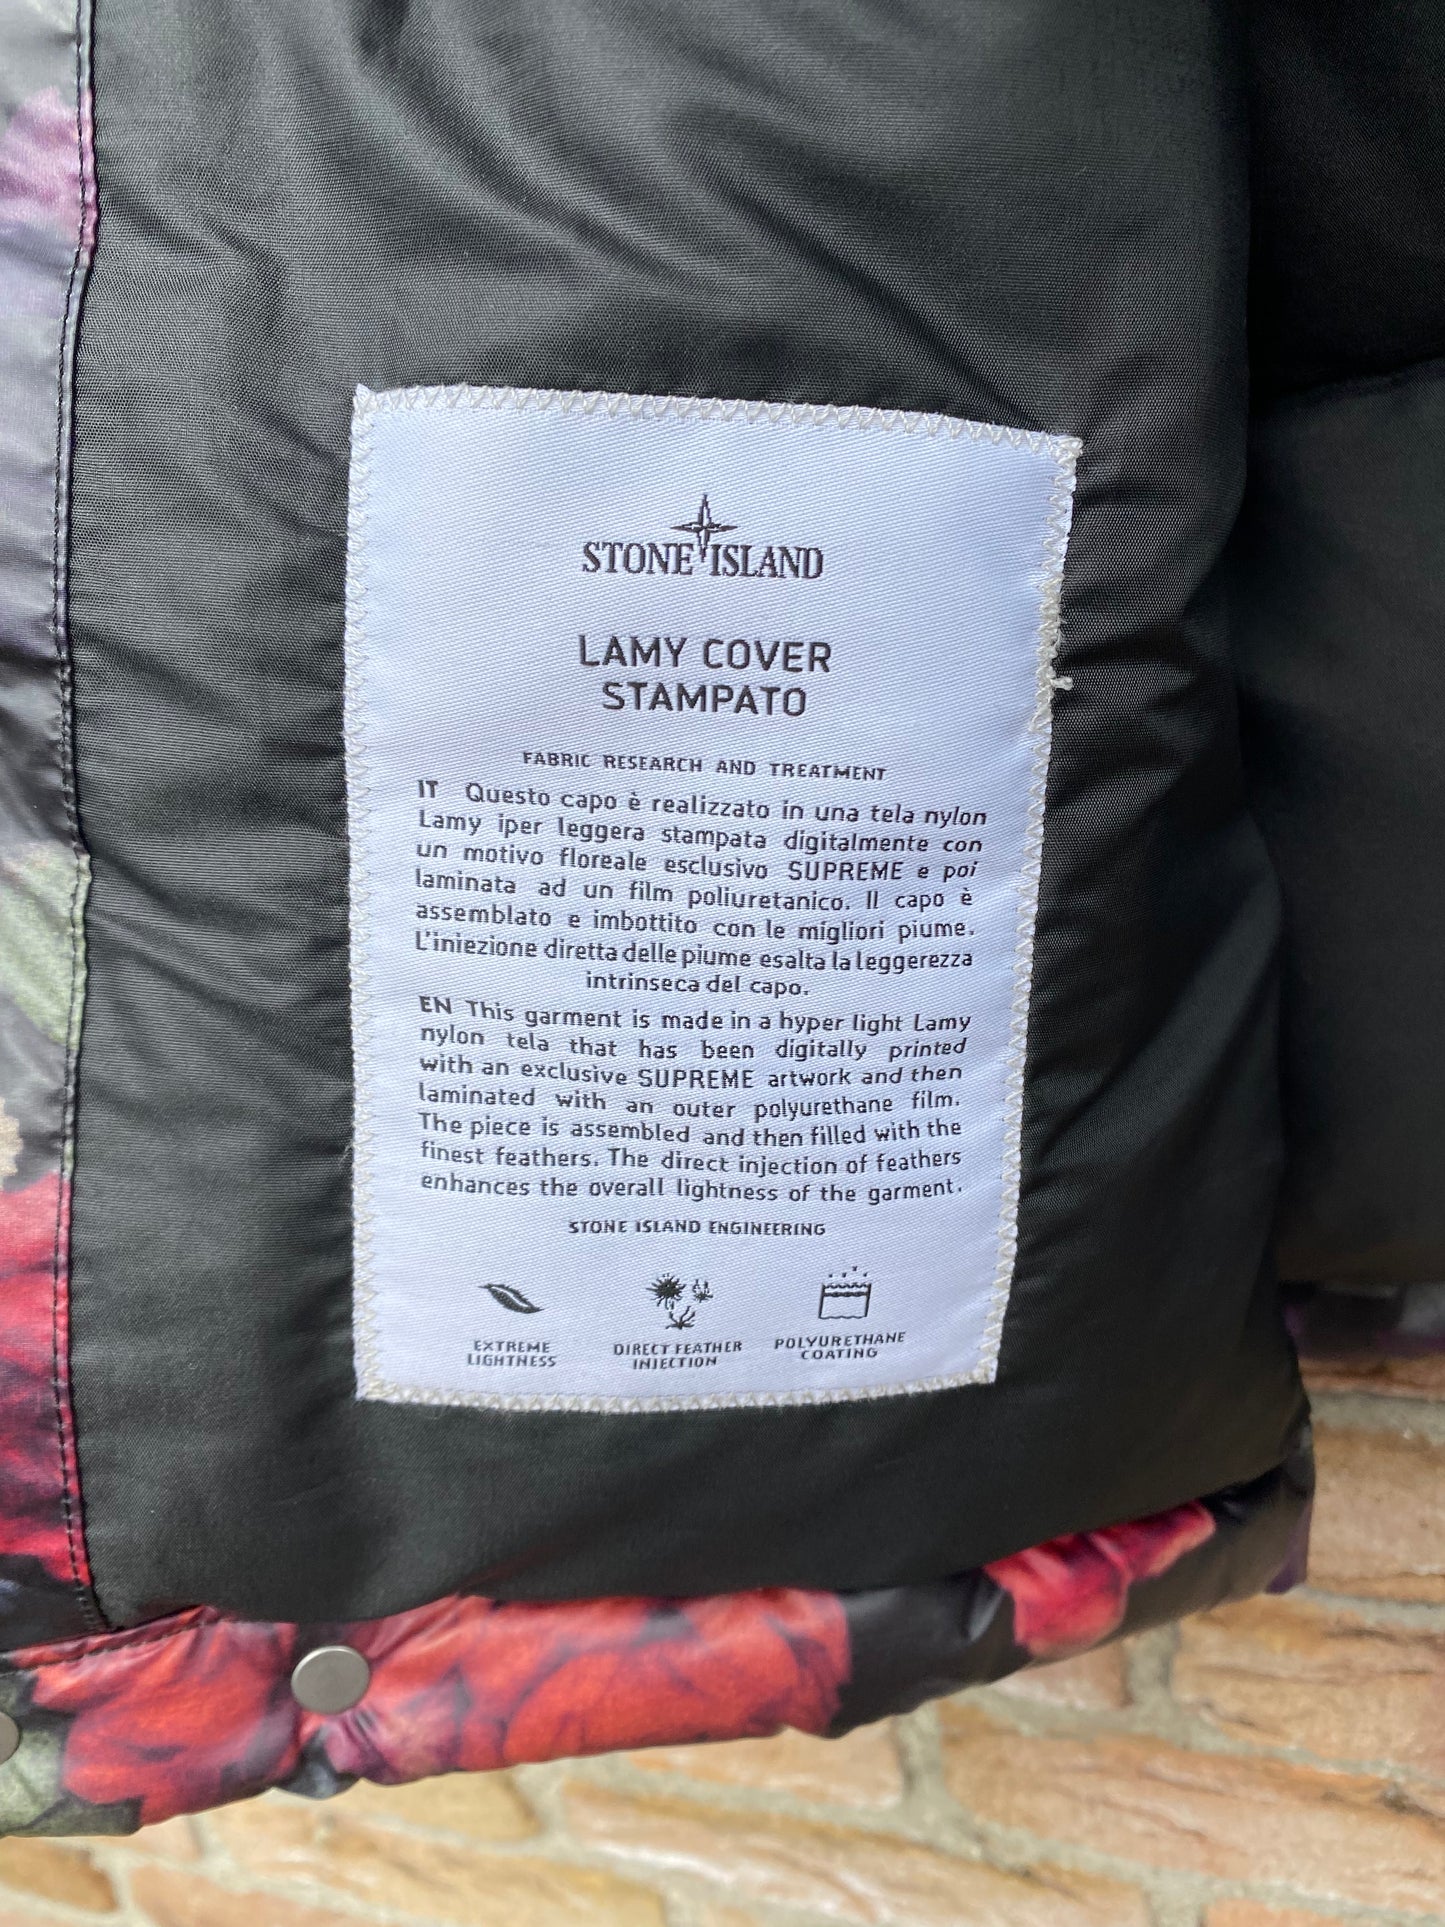 STONE ISLAND
LAMY COVER
STAMPATO
FABRIC RESEARCH AND TREATMENT
IT Questo capo è realizzato in una tela nylon
Lamy iper leggera stampata digitalmente con
un motivo floreale esclusivo SUPREME e poi
laminata ad un film poliuretanico. Il capo è
assemblato e imbottito con le migliori piume.
L'iniezione diretta delle piume esalta la leggerezza
intrinseca del capo.
EN This garment is made in a hyper light Lamy
nylon tela that has been digitally printed
with an exclusive SUPREME artwork and then
laminated with an outer polyurethane film.
The piece is assembled and then filled with the
finest feathers. The direct injection of feathers
enhances the overall lightness of the garment.
STONE ISLAND ENGINEERING
EXTREME
LIGHTNESS
DIRECT FEATHER
INJECTION
POLYURETHANE
COATING